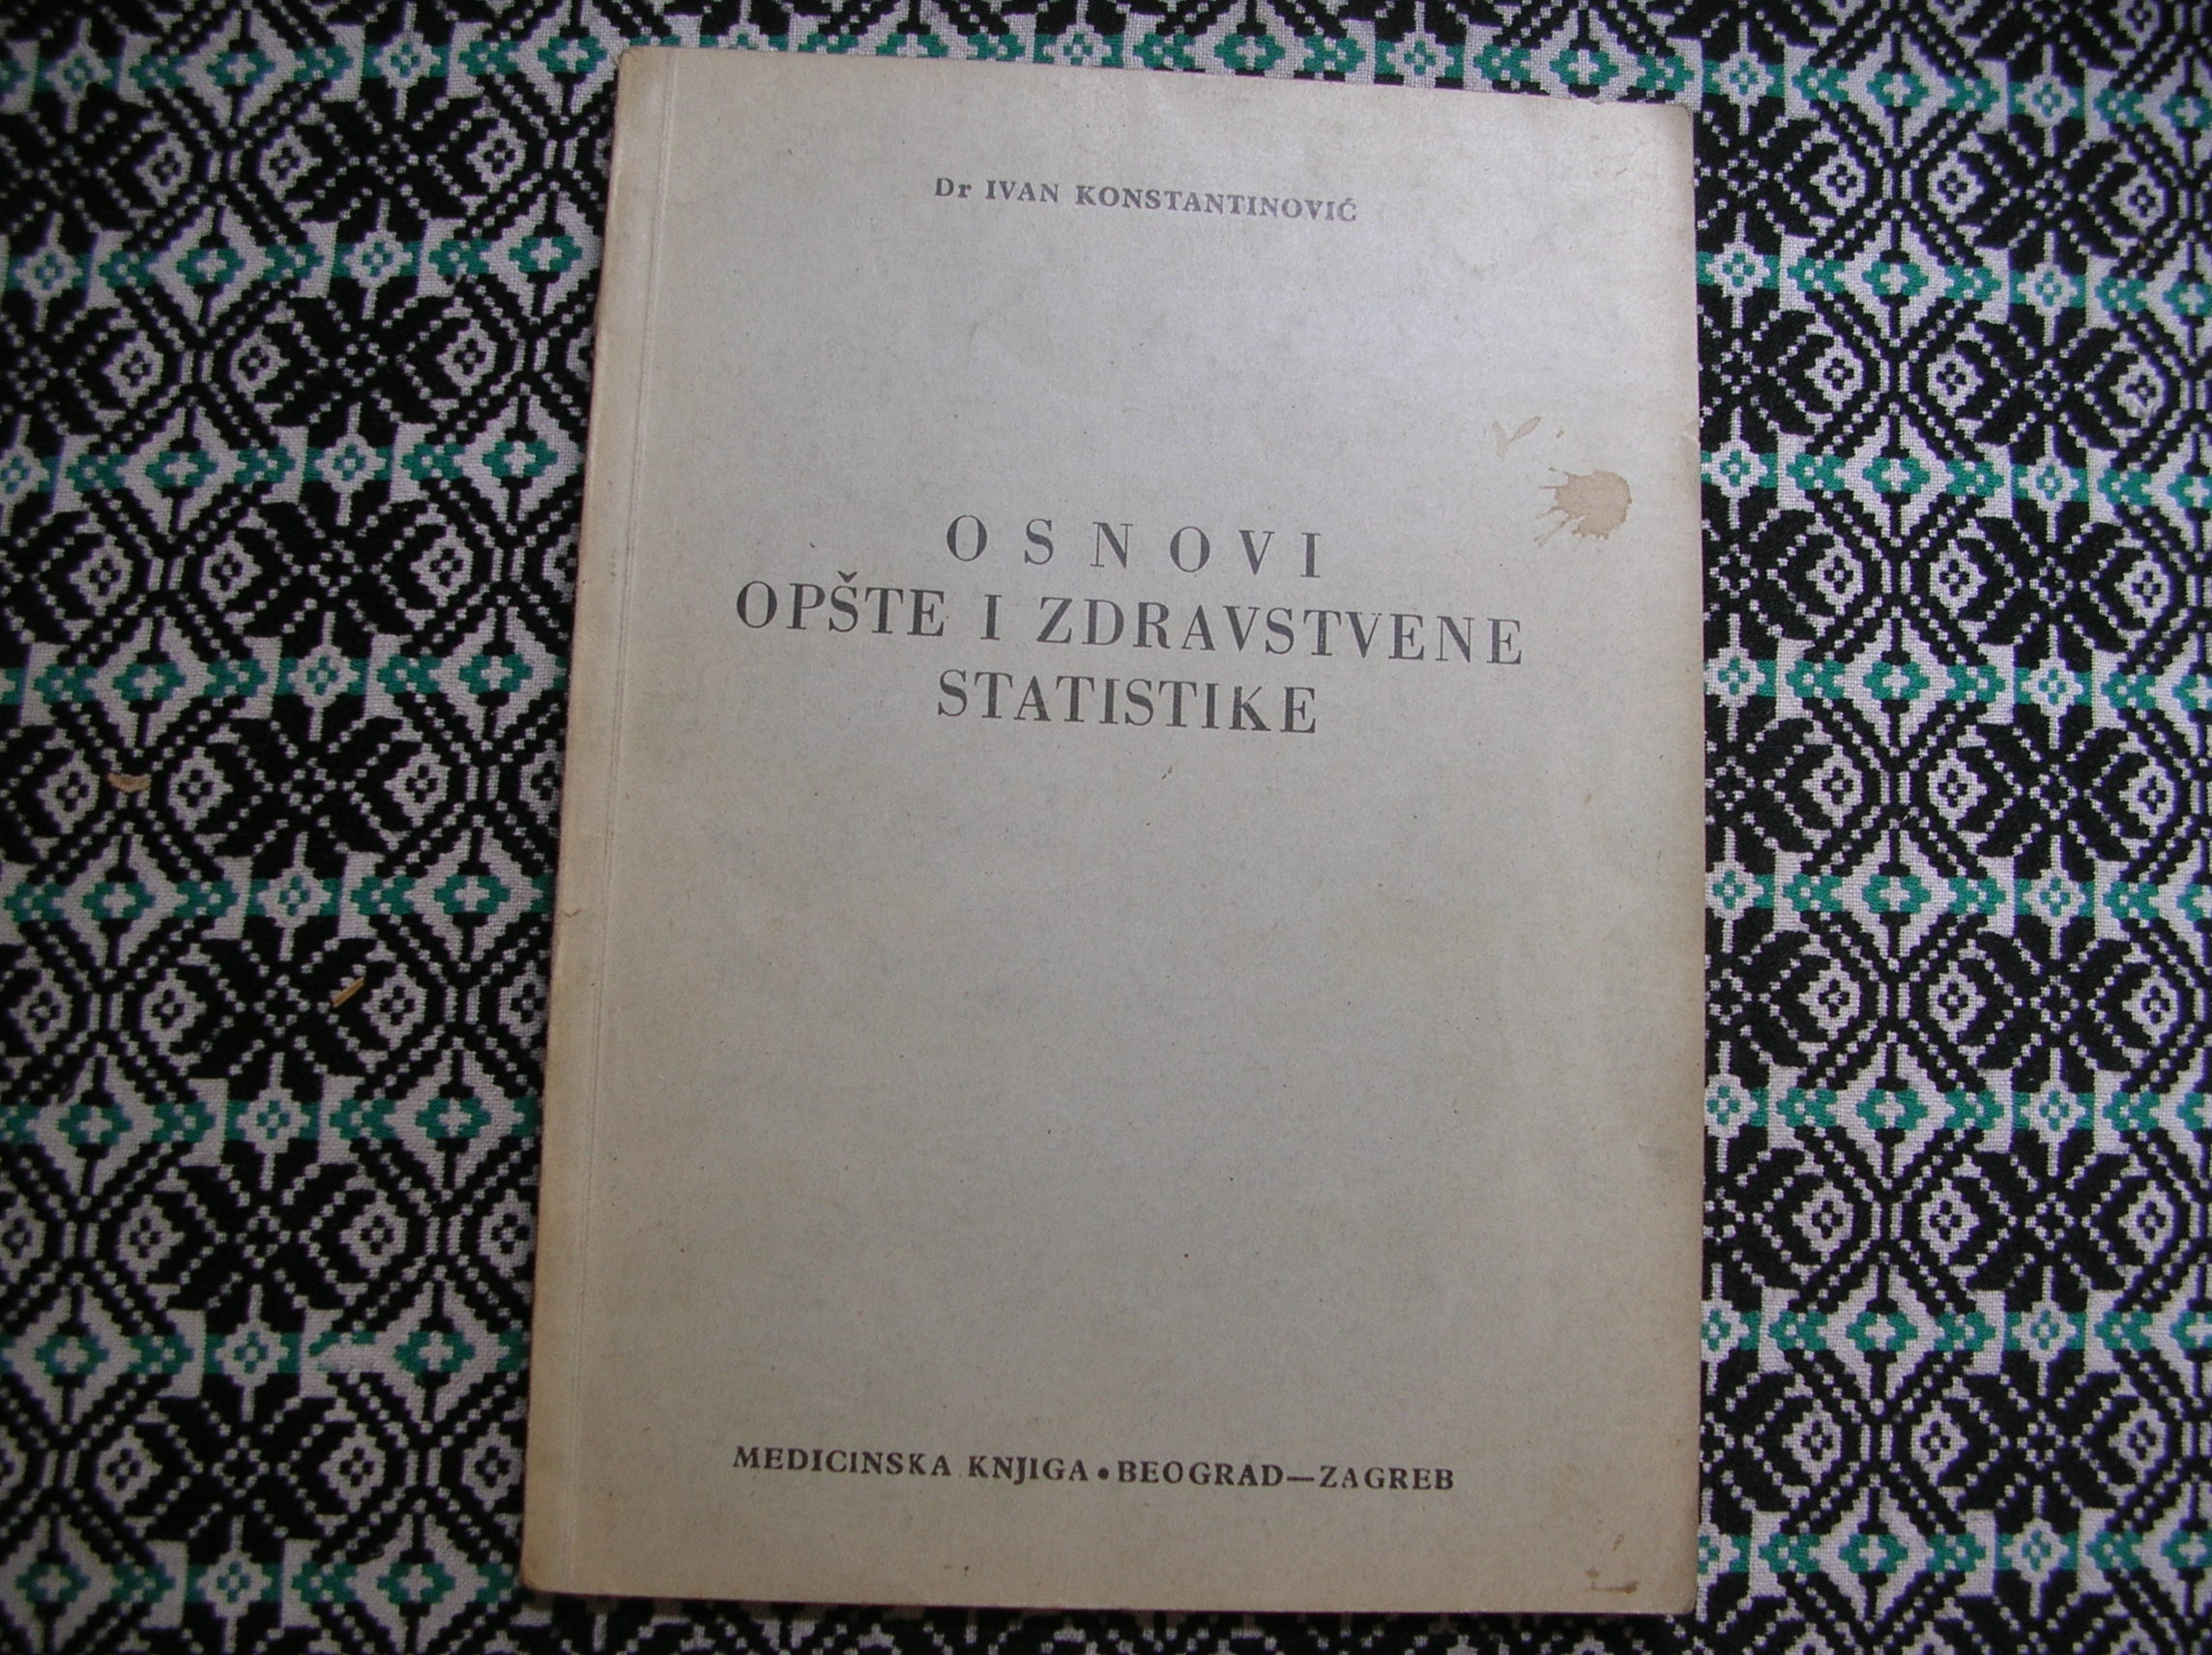 Dr IVAN KONSTANTINOVIĆ
OSNOVI
OPŠTE I ZDRAVSTVENE
STATISTIKE
MEDICINSKA KNJIGA • BEOGRAD—ZAGREB